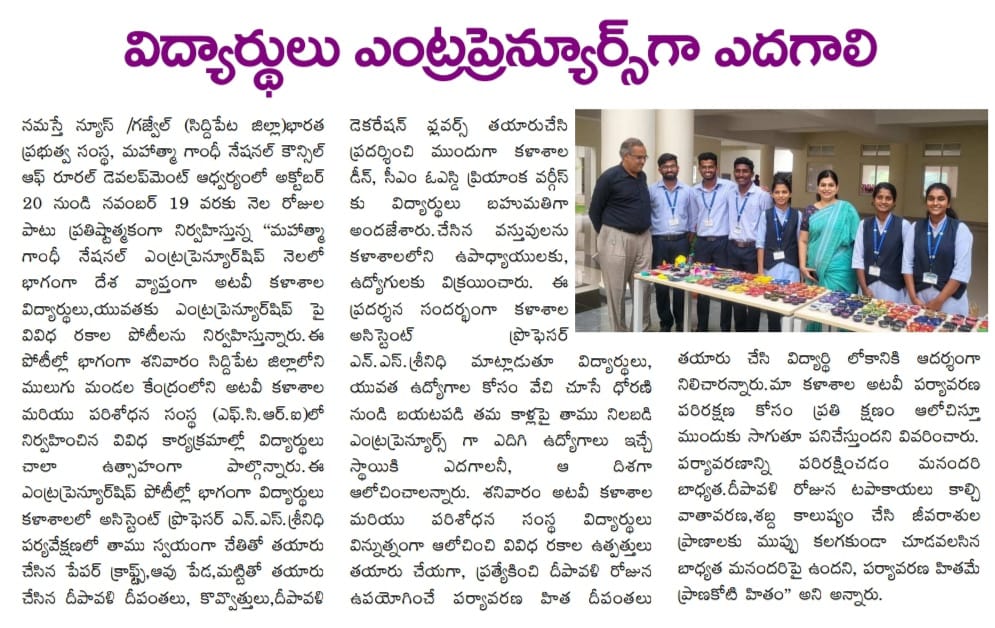 విద్యార్థులు ఎంట్రప్రెన్యూర్స్‌గా ఎదగాలి
నమస్తే న్యూస్ /గజ్వేల్ (సిద్దిపేట జిల్లా)భారత
ప్రభుత్వ సంస్థ, మహాత్మా గాంధీ నేషనల్ కౌన్సిల్
ఆఫ్ రూరల్ డెవలప్‌మెంట్ ఆధ్వర్యంలో అక్టోబర్
20 నుండి నవంబర్ 19 వరకు నెల రోజుల
పాటు ప్రతిష్టాత్మకంగా నిర్వహిస్తున్న "మహాత్మా
గాంధీ నేషనల్ ఎంట్రప్రెన్యూర్‌షిప్ నెలలో
భాగంగా దేశ వ్యాప్తంగా అటవీ కళాశాల
విద్యార్థులు,యువతకు ఎంట్రప్రెన్యూర్‌షిప్ పై
వివిధ రకాల పోటీలను నిర్వహిస్తున్నారు.ఈ
పోటీల్లో భాగంగా శనివారం సిద్దిపేట జిల్లాలోని
ములుగు మండల కేంద్రంలోని అటవీ కళాశాల
మరియు పరిశోధన సంస్థ (ఎఫ్.సి.ఆర్.ఐ)లో
నిర్వహించిన వివిధ కార్యక్రమాల్లో విద్యార్థులు
చాలా ఉత్సాహంగా పాల్గొన్నారు.ఈ
ఎంట్రప్రెన్యూర్‌షిప్ పోటీల్లో భాగంగా విద్యార్థులు
కళాశాలలో అసిస్టెంట్ ప్రొఫెసర్ ఎన్.ఎస్.శ్రీనిధి
పర్యవేక్షణలో తాము స్వయంగా చేతితో తయారు
చేసిన పేపర్ క్రాఫ్ట్స్,ఆవు పేడ,మట్టితో తయారు
చేసిన దీపావళి దీపంతలు, కొవ్వొత్తులు,దీపావళి
డెకరేషన్ ఫ్లవర్స్ తయారుచేసి
ప్రదర్శించి ముందుగా కళాశాల
డీన్, సీఎం ఓఎస్డి ప్రియాంక వర్గీస్
కు విద్యార్థులు బహుమతిగా
అందజేశారు.చేసిన వస్తువులను
కళాశాలలోని ఉపాధ్యాయులకు,
ఉద్యోగులకు విక్రయించారు. ఈ
ప్రదర్శన సందర్భంగా కళాశాల
అసిస్టెంట్ ప్రొఫెసర్
ఎన్.ఎస్.శ్రీనిధి మాట్లాడుతూ విద్యార్థులు,
యువత ఉద్యోగాల కోసం వేచి చూసే ధోరణి
నుండి బయటపడి తమ కాళ్లపై తాము నిలబడి
ఎంట్రప్రెన్యూర్స్ గా ఎదిగి ఉద్యోగాలు ఇచ్చే
స్థాయికి ఎదగాలనీ, ఆ దిశగా
ఆలోచించాలన్నారు. శనివారం అటవీ కళాశాల
మరియు పరిశోధన సంస్థ విద్యార్థులు
విన్నుత్నంగా ఆలోచించి వివిధ రకాల ఉత్పత్తులు
తయారు చేయగా, ప్రత్యేకించి దీపావళి రోజున
ఉపయోగించే పర్యావరణ హిత దీపంతలు
తయారు చేసి విద్యార్థి లోకానికి ఆదర్శంగా
నిలిచారన్నారు.మా కళాశాల అటవీ పర్యావరణ
పరిరక్షణ కోసం ప్రతి క్షణం ఆలోచిస్తూ
ముందుకు సాగుతూ పనిచేస్తుందని వివరించారు.
పర్యావరణాన్ని పరిరక్షించడం మనందరి
బాధ్యత.దీపావళి రోజున టపాకాయలు కాల్చి
వాతావరణ,శబ్ద కాలుష్యం చేసి జీవరాశుల
ప్రాణాలకు ముప్పు కలగకుండా చూడవలసిన
బాధ్యత మనందరిపై ఉందని, పర్యావరణ హితమే
ప్రాణకోటి హితం" అని అన్నారు.